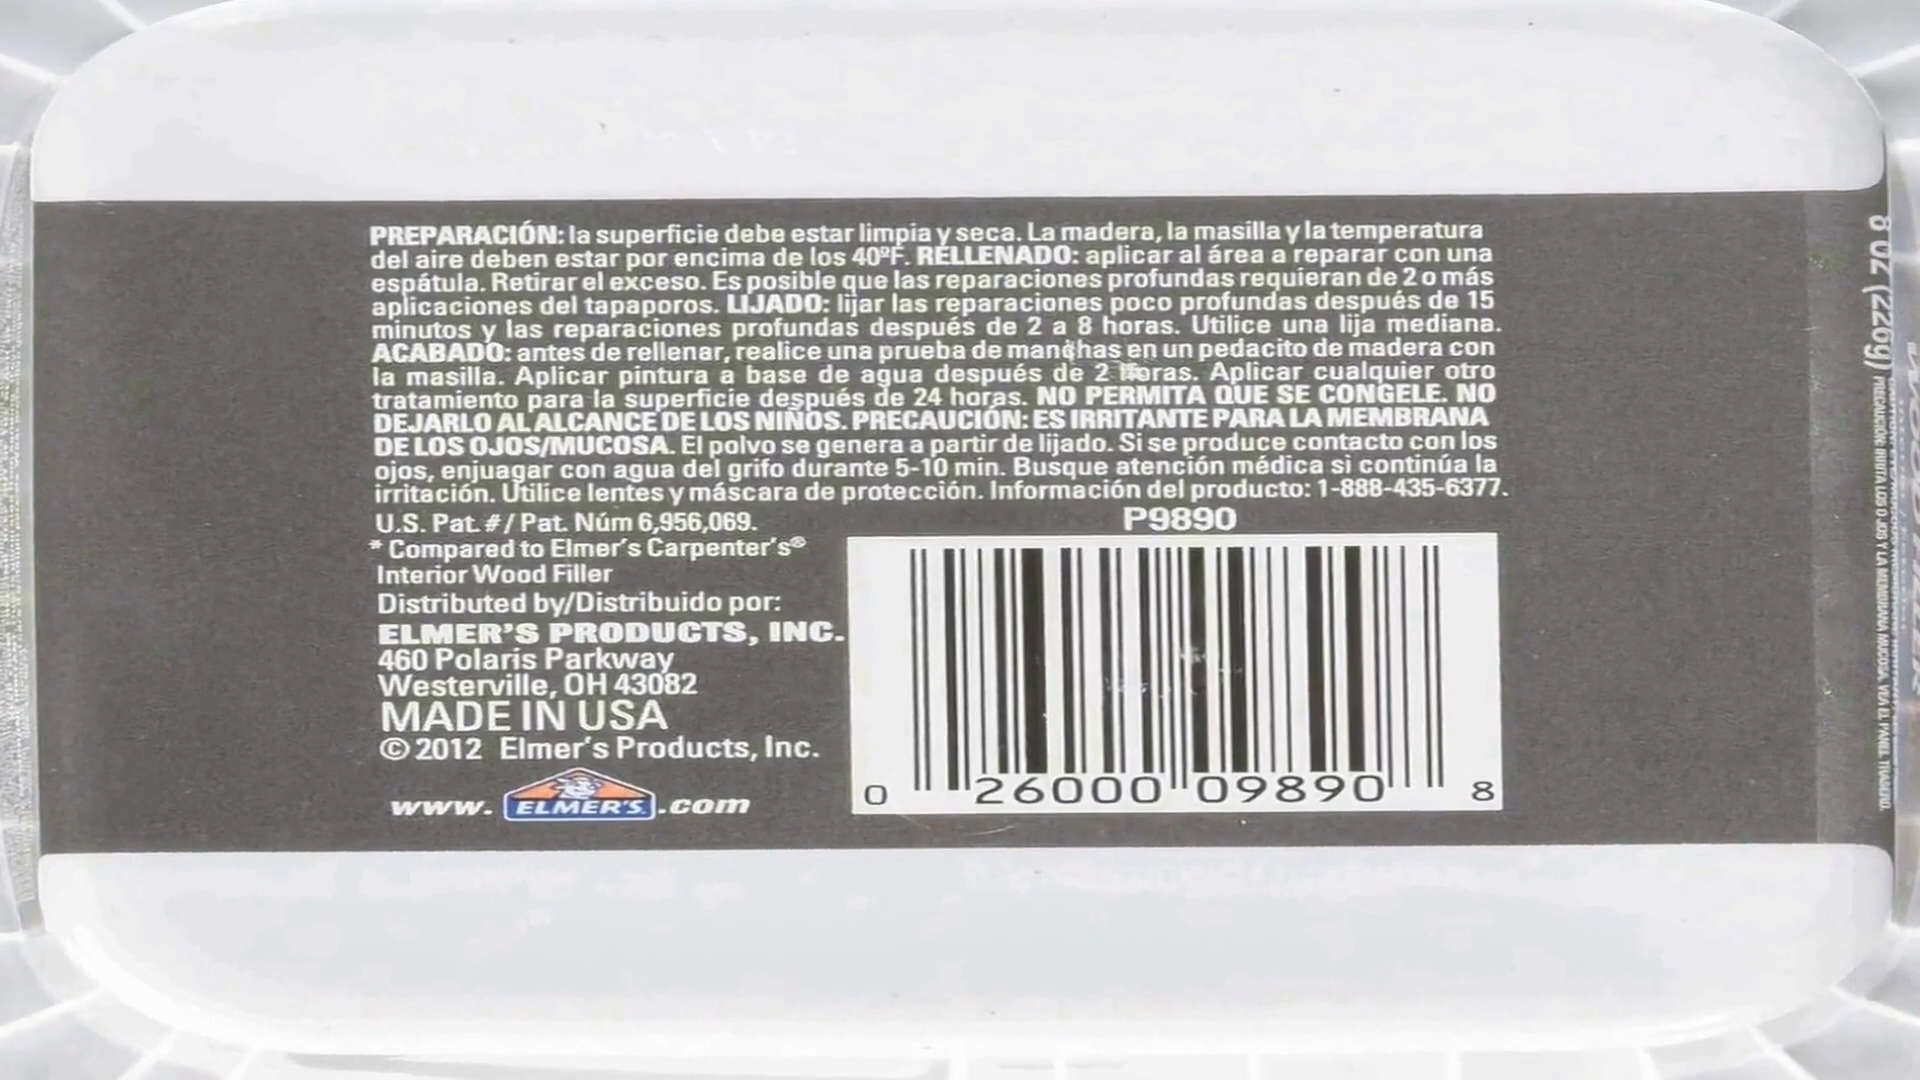 PREPARACIÓN: la superficie debe estar limpia y seca. La madera, la masilla y la temperatura
del aire deben estar por encima de los 40ºF. RELLENADO: aplicar al área a reparar con una
espátula. Retirar el exceso. Es posible que las reparaciones profundas requieran de 2 o más
aplicaciones del tapaporos. LIJADO: lijar las reparaciones poco profundas después de 15
minutos y las reparaciones profundas después de 2 a 8 horas. Utilice una lija mediana.
ACABADO: antes de rellenar, realice una prueba de manchas en un pedacito de madera con
la masilla. Aplicar pintura a base de agua después de 2 horas. Aplicar cualquier otro
tratamiento para la superficie después de 24 horas. NO PERMITA QUE SE CONGELE. NO
DEJARLO AL ALCANCE DE LOS NIÑOS. PRECAUCIÓN: ES IRRITANTE PARA LA MEMBRANA
DE LOS OJOS/MUCOSA. El polvo se genera a partir de lijado. Si se produce contacto con los
ojos, enjuagar con agua del grifo durante 5-10 min. Busque atención médica si continúa la
irritación. Utilice lentes y máscara de protección. Información del producto: 1-888-435-6377.
U.S. Pat. # / Pat. Núm 6,956,069.
P9890
* Compared to Elmer's Carpenter's®
Interior Wood Filler
Distributed by/Distribuido por:
ELMER'S PRODUCTS, INC.
460 Polaris Parkway
Westerville, OH 43082
MADE IN USA
© 2012 Elmer's Products, Inc.
www. ELMER'S .com
0 26000 09890 8
8 OZ (226g)
WOOD FILLER